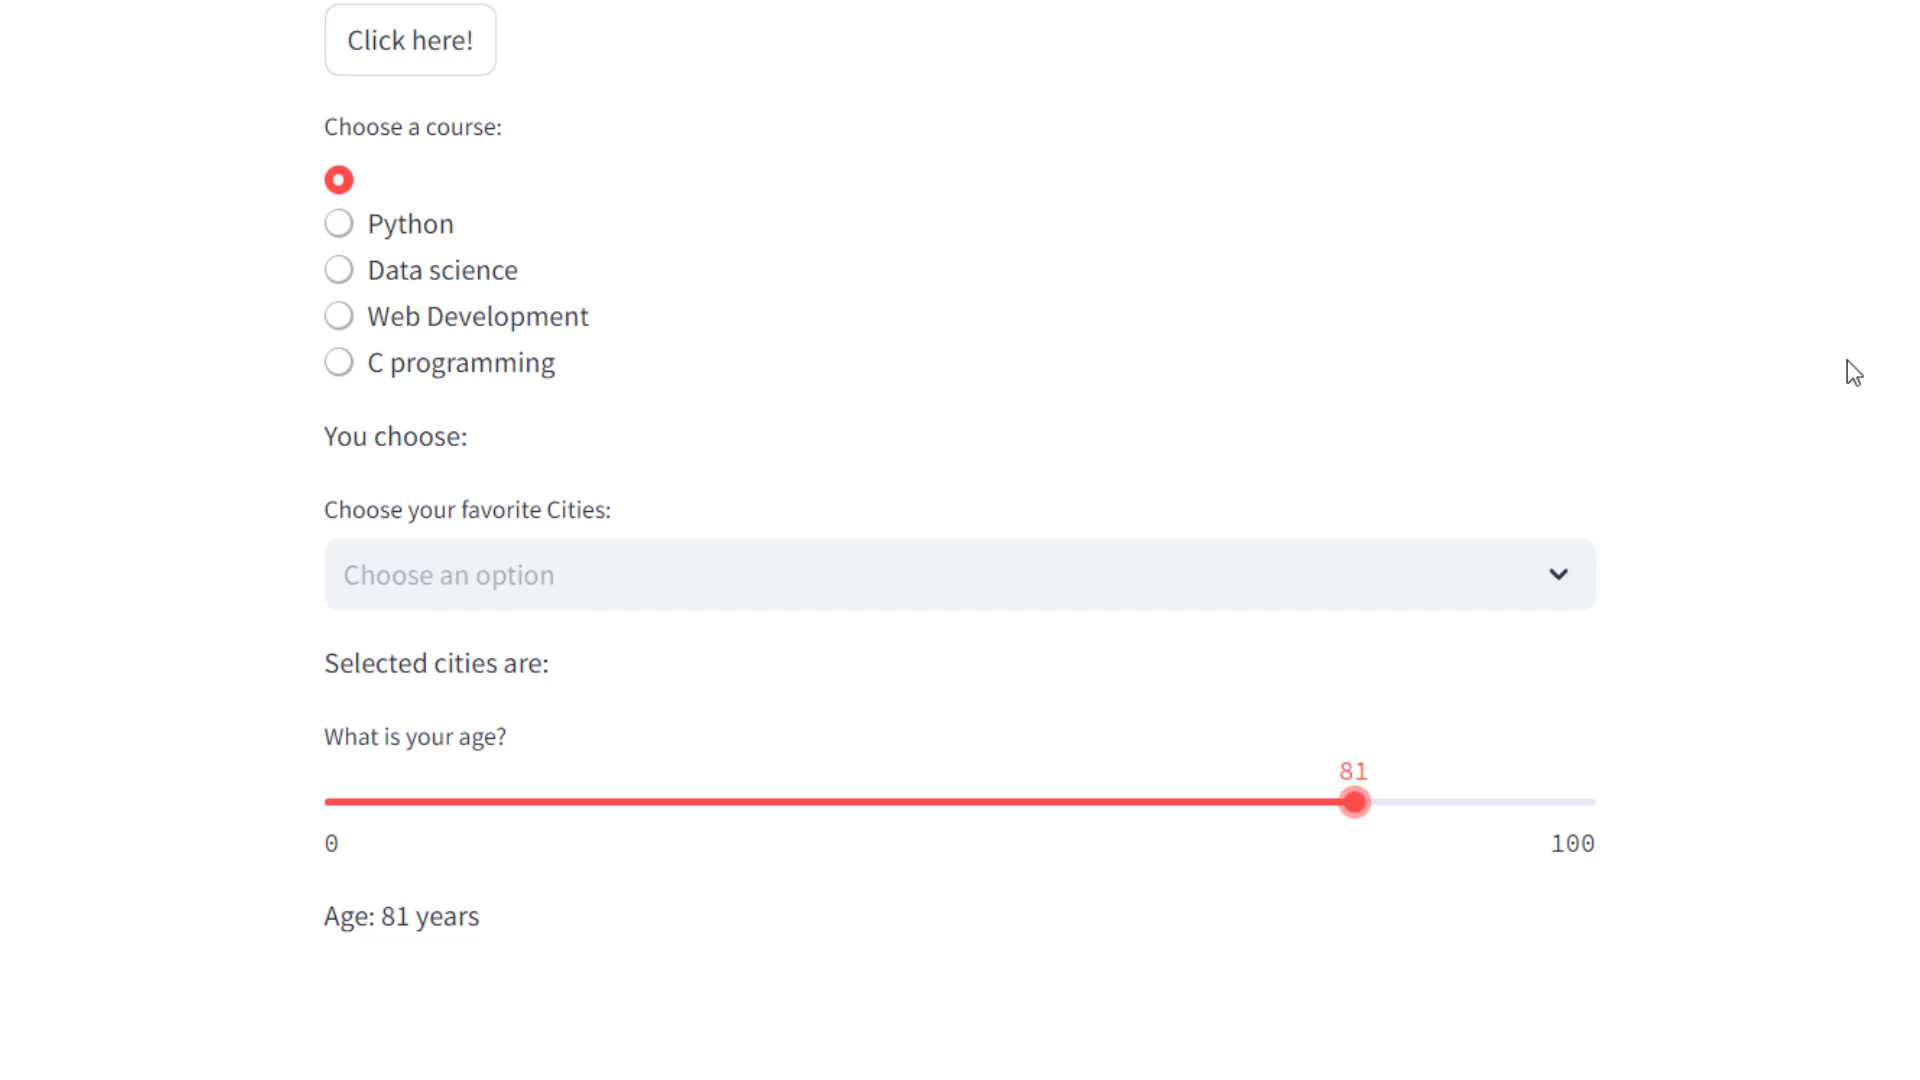 Click here!
Choose a course:
Python
Data science
Web Development
C programming
You choose:
Choose your favorite Cities:
Choose an option
Selected cities are:
What is your age?
81
0 100
Age: 81 years